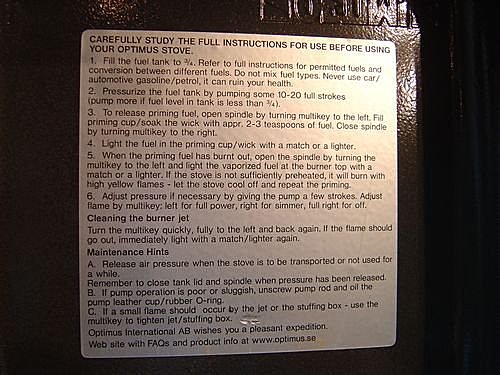 CAREFULLY STUDY THE FULL INSTRUCTIONS FOR USE BEFORE USING
YOUR OPTIMUS STOVE.
1. Fill the fuel tank to ¾. Refer to full instructions for permitted fuels and
conversion between different fuels. Do not mix fuel types. Never use car/
automotive gasoline/petrol, it can ruin your health.
2. Pressurize the fuel tank by pumping some 10-20 full strokes
(pump more if fuel level in tank is less than ¾).
3. To release priming fuel, open spindle by turning multikey to the left. Fill
priming cup/soak the wick with appr. 2-3 teaspoons of fuel. Close spindle
by turning multikey to the right.
4. Light the fuel in the priming cup/wick with a match or a lighter.
5. When the priming fuel has burnt out, open the spindle by turning the
multikey to the left and light the vaporized fuel at the burner top with a
match or a lighter. If the stove is not sufficiently preheated, it will burn with
high yellow flames - let the stove cool off and repeat the priming.
6. Adjust pressure if necessary by giving the pump a few strokes. Adjust
flame by multikey: left for full power, right for simmer, full right for off.
Cleaning the burner jet
Turn the multikey quickly, fully to the left and back again. If the flame should
go out, immediately light with a match/lighter again.
Maintenance Hints
A. Release air pressure when the stove is to be transported or not used for
a while.
Remember to close tank lid and spindle when pressure has been released.
B. If pump operation is poor or sluggish, unscrew pump rod and oil the
pump leather cup/rubber O-ring.
C. If a small flame should occur by the jet or the stuffing box - use the
multikey to tighten jet/stuffing box.
Optimus International AB wishes you a pleasant expedition.
Web site with FAQs and product info at www.optimus.se